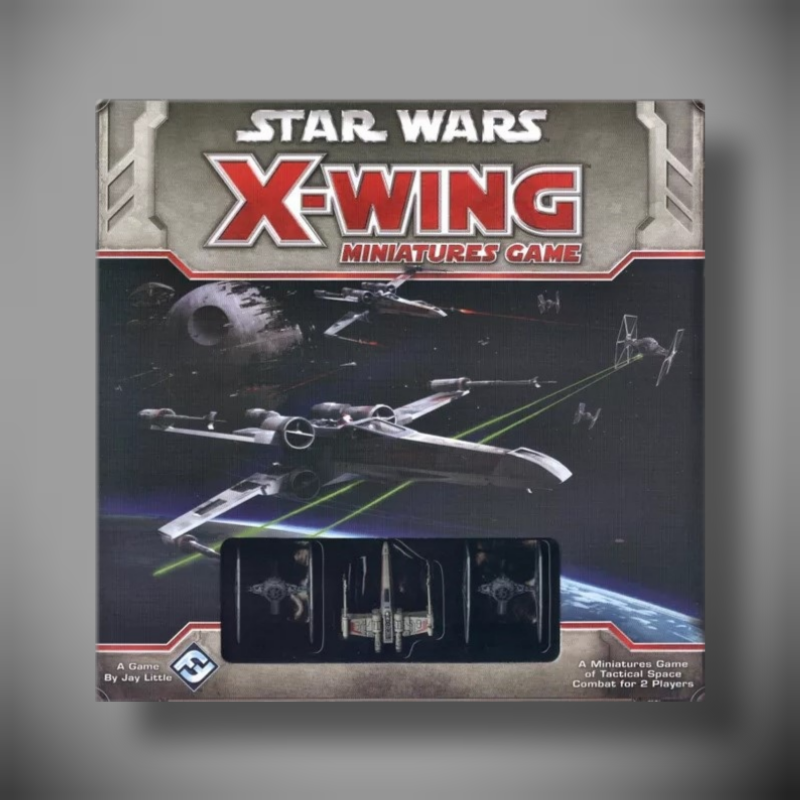 STAR WARS
X-WING
MINIATURES GAME
A Game
By Jay Little
A Miniatures Game
of Tactical Space
Combat for 2 Players